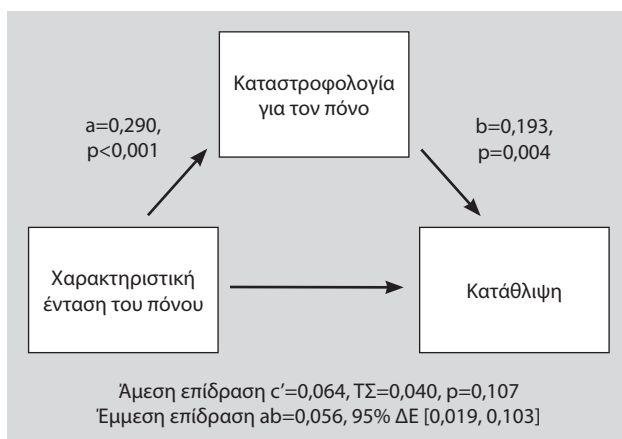 Καταστροφολογία
για τον πόνο
a=0,290,
p<0,001
b=0,193,
p=0,004
Χαρακτηριστική
ένταση του πόνου
Κατάθλιψη
Άμεση επίδραση c’=0,064, ΤΣ=0,040, p=0,107
Έμμεση επίδραση ab=0,056, 95% ΔΕ [0,019, 0,103]